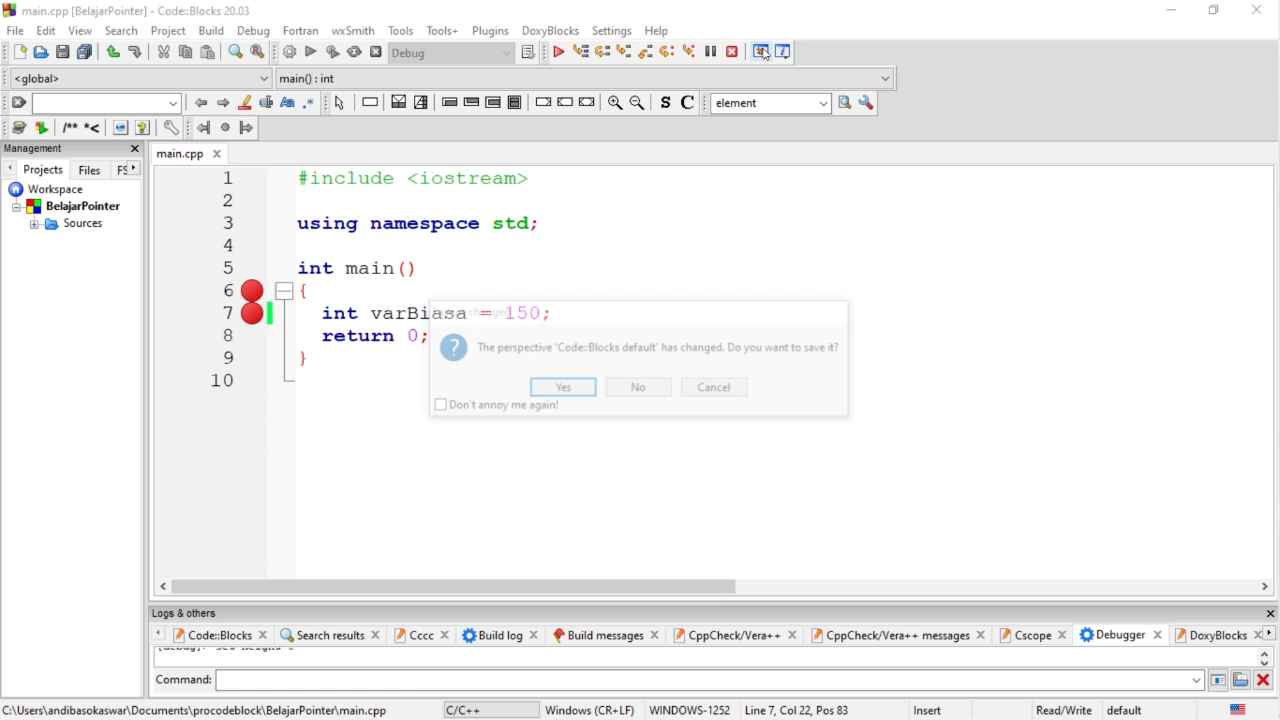 main.cpp [BelajarPointer] - Code::Blocks 20.03
File Edit View Search Project Build Debug Fortran wxSmith Tools Tools+ Plugins DoxyBlocks Settings Help
Debug
<global> main() : int
element
Management
main.cpp
Projects Files FS
Workspace
BelajarPointer
Sources
1 #include <iostream>
2
3 using namespace std;
4
5 int main()
6 {
7 int varBiasa = 150;
8 return 0;
9 }
10
The perspective 'Code::Blocks default' has changed. Do you want to save it?
Yes No Cancel
Don't annoy me again!
Logs & others
Code::Blocks Search results Cccc Build log Build messages CppCheck/Vera++ CppCheck/Vera++ messages Cscope Debugger DoxyBlocks
Command:
C:\Users\andibasokaswar\Documents\procodeblock\BelajarPointer\main.cpp C/C++ Windows (CR+LF) WINDOWS-1252 Line 7, Col 22, Pos 83 Insert Read/Write default